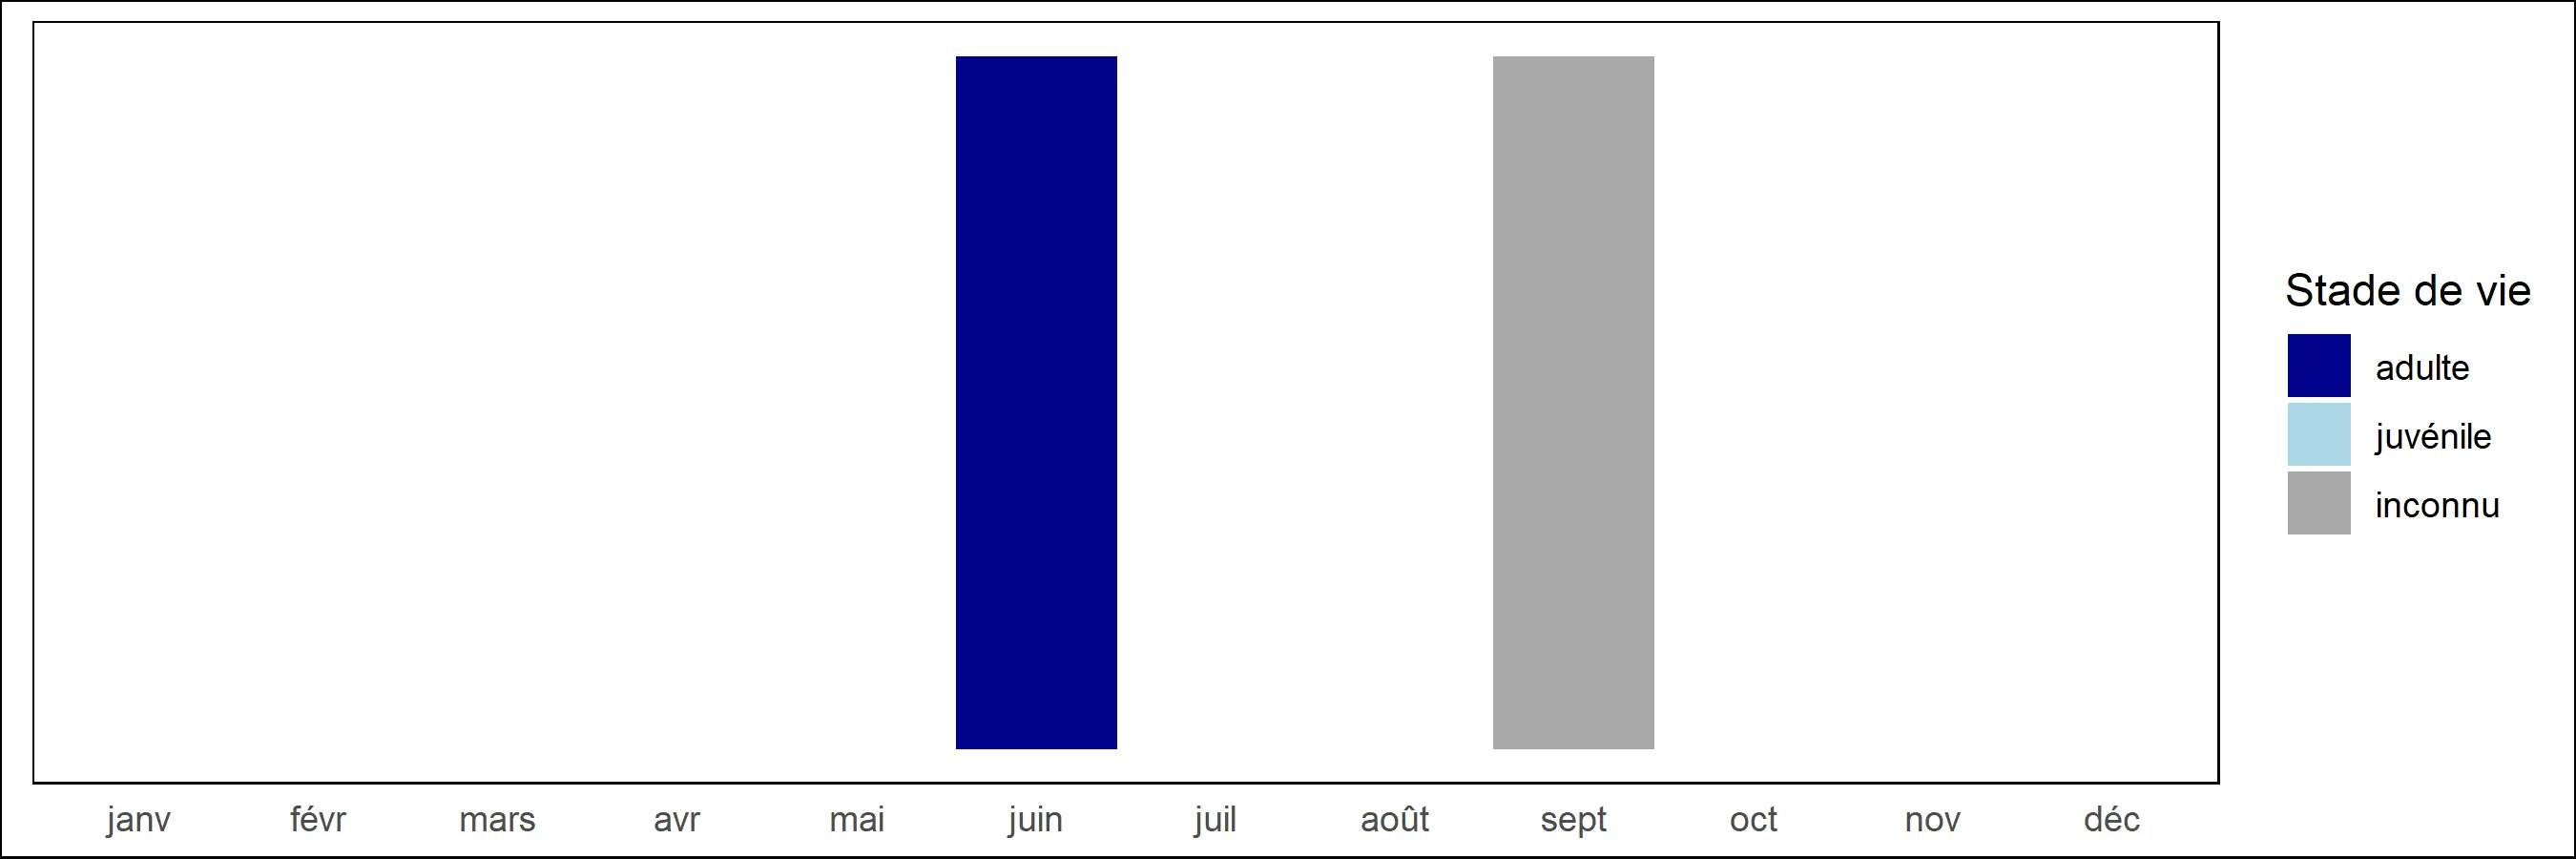 Stade de vie
adulte
juvénile
inconnu
janv févr mars avr mai juin juil août sept oct nov déc